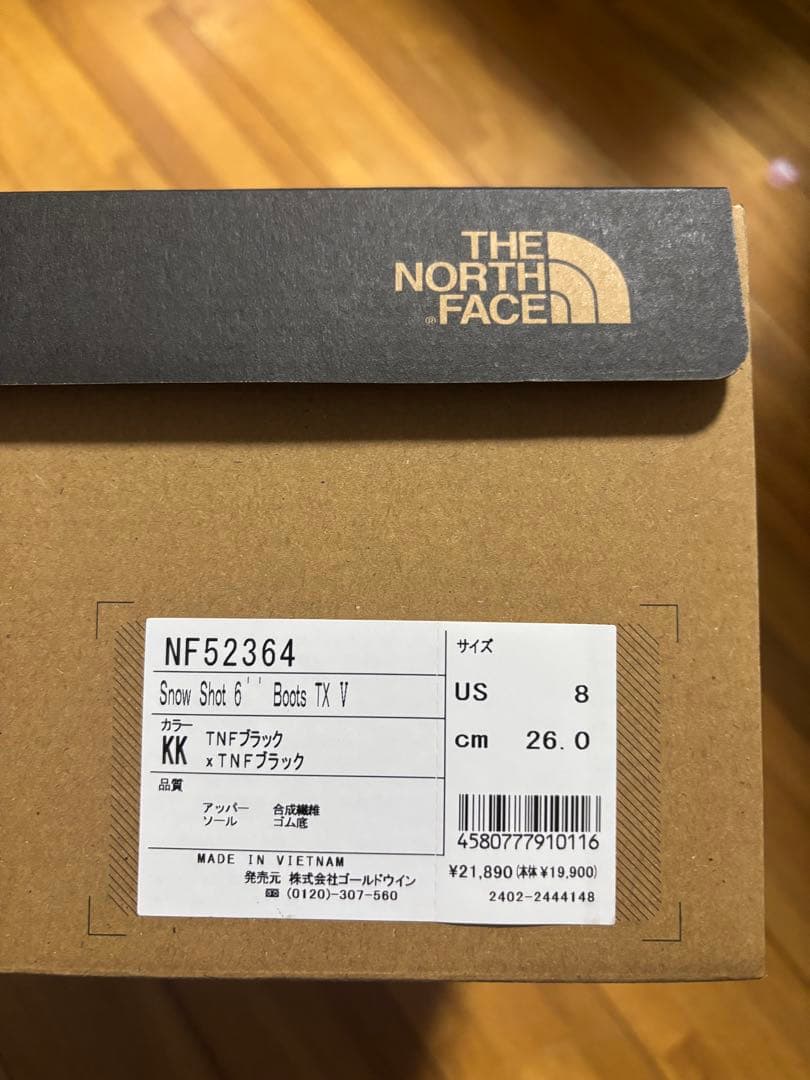 THE
NORTH
FACE
®
NF52364
Snow Shot 6'' Boots TX V
カラー
KK TNFブラック
xTNFブラック
品質
アッパー 合成繊維
ソール ゴム底
MADE IN VIETNAM
発売元 株式会社ゴールドウイン
(0120)-307-560
サイズ
US 8
cm 26.0
4580777910116
¥21,890(本体¥19,900)
2402-2444148